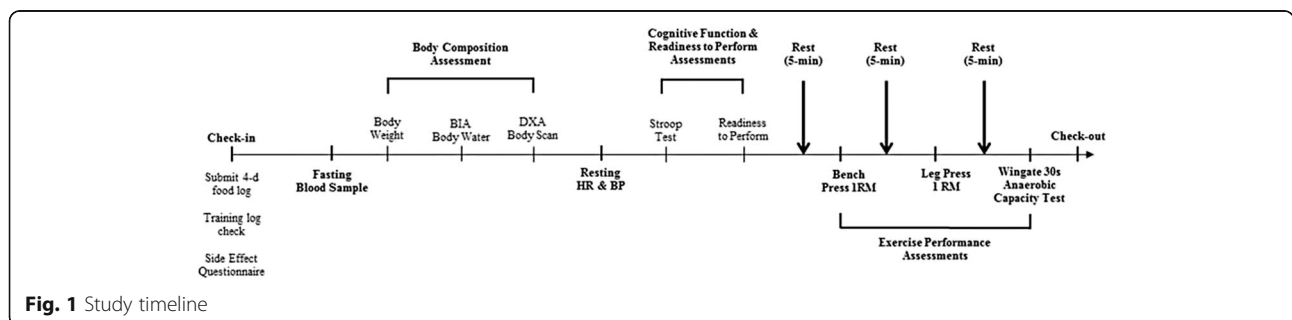 Check-in
Submit 4-d
food log
Training log
check
Side Effect
Questionnaire
Fasting
Blood Sample
Body Composition
Assessment
Body
Weight
BIA
Body Water
DXA
Body Scan
Resting
HR & BP
Cognitive Function &
Readiness to Perform
Assessments
Stroop
Test
Readiness
to Perform
Rest
(5-min)
Bench
Press 1RM
Rest
(5-min)
Leg Press
1 RM
Rest
(5-min)
Wingate 30s
Anaerobic
Capacity Test
Exercise Performance
Assessments
Check-out
Fig. 1 Study timeline